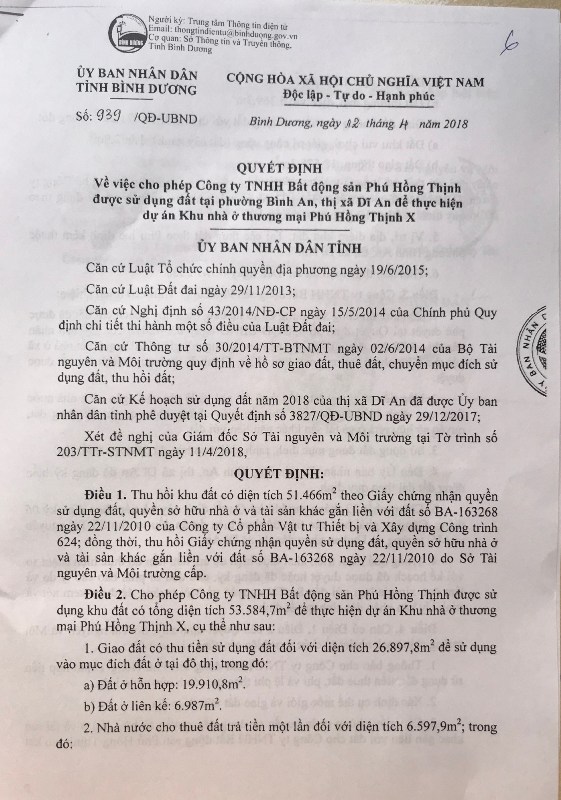 Người ký: Trung tâm Thông tin điện tử
Email: thongtindientu@binhduong.gov.vn
Cơ quan: Sở Thông tin và Truyền thông,
Tỉnh Bình Dương
6
ỦY BAN NHÂN DÂN
TỈNH BÌNH DƯƠNG
CỘNG HÒA XÃ HỘI CHỦ NGHĨA VIỆT NAM
Độc lập - Tự do - Hạnh phúc
Số: 939 /QĐ-UBND
Bình Dương, ngày 12 tháng 4 năm 2018
QUYẾT ĐỊNH
Về việc cho phép Công ty TNHH Bất động sản Phú Hồng Thịnh
được sử dụng đất tại phường Bình An, thị xã Dĩ An để thực hiện
dự án Khu nhà ở thương mại Phú Hồng Thịnh X
ỦY BAN NHÂN DÂN TỈNH
Căn cứ Luật Tổ chức chính quyền địa phương ngày 19/6/2015;
Căn cứ Luật Đất đai ngày 29/11/2013;
Căn cứ Nghị định số 43/2014/NĐ-CP ngày 15/5/2014 của Chính phủ Quy
định chi tiết thi hành một số điều của Luật Đất đai;
Căn cứ Thông tư số 30/2014/TT-BTNMT ngày 02/6/2014 của Bộ Tài
nguyên và Môi trường quy định về hồ sơ giao đất, thuê đất, chuyển mục đích sử
dụng đất, thu hồi đất;
Căn cứ Kế hoạch sử dụng đất năm 2018 của thị xã Dĩ An đã được Ủy ban
nhân dân tỉnh phê duyệt tại Quyết định số 3827/QĐ-UBND ngày 29/12/2017;
Xét đề nghị của Giám đốc Sở Tài nguyên và Môi trường tại Tờ trình số
203/TTr-STNMT ngày 11/4/2018,
QUYẾT ĐỊNH:
Điều 1. Thu hồi khu đất có diện tích 51.466m² theo Giấy chứng nhận quyền
sử dụng đất, quyền sở hữu nhà ở và tài sản khác gắn liền với đất số BA-163268
ngày 22/11/2010 của Công ty Cổ phần Vật tư Thiết bị và Xây dựng Công trình
624; đồng thời, thu hồi Giấy chứng nhận quyền sử dụng đất, quyền sở hữu nhà ở
và tài sản khác gắn liền với đất số BA-163268 ngày 22/11/2010 do Sở Tài
nguyên và Môi trường cấp.
Điều 2. Cho phép Công ty TNHH Bất động sản Phú Hồng Thịnh được sử
dụng khu đất có tổng diện tích 53.584,7m² để thực hiện dự án Khu nhà ở thương
mại Phú Hồng Thịnh X, cụ thể như sau:
1. Giao đất có thu tiền sử dụng đất đối với diện tích 26.897,8m² để sử dụng
vào mục đích đất ở tại đô thị, trong đó:
a) Đất ở hỗn hợp: 19.910,8m².
b) Đất ở liên kế: 6.987m².
2. Nhà nước cho thuê đất trả tiền một lần đối với diện tích 6.597,9m²; trong
đó: